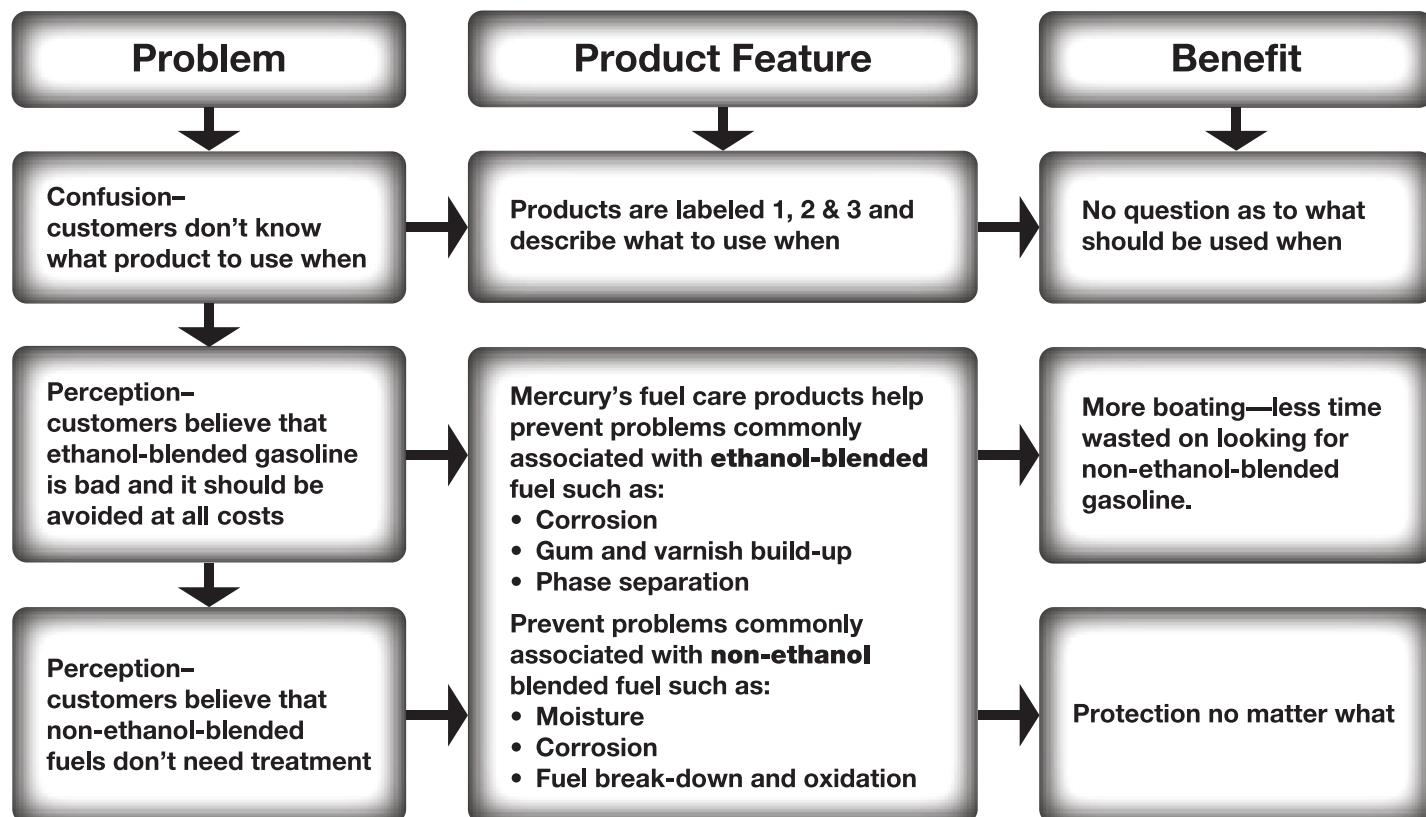 Problem
Product Feature
Benefit
Confusion–
customers don’t know
what product to use when
Products are labeled 1, 2 & 3 and
describe what to use when
No question as to what
should be used when
Perception–
customers believe that
ethanol-blended gasoline
is bad and it should be
avoided at all costs
Mercury’s fuel care products help
prevent problems commonly
associated with ethanol-blended
fuel such as:
• Corrosion
• Gum and varnish build-up
• Phase separation
Prevent problems commonly
associated with non-ethanol
blended fuel such as:
• Moisture
• Corrosion
• Fuel break-down and oxidation
More boating—less time
wasted on looking for
non-ethanol-blended
gasoline.
Perception–
customers believe that
non-ethanol-blended
fuels don’t need treatment
Protection no matter what